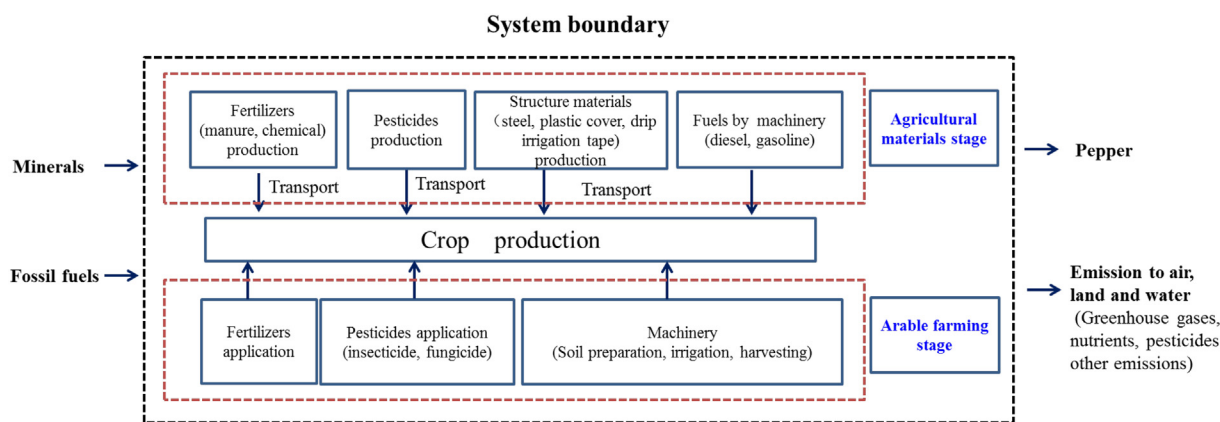 System boundary
Fertilizers
(manure, chemical)
production
Pesticides
production
Structure materials
（steel, plastic cover, drip
irrigation tape)
production
Fuels by machinery
(diesel, gasoline)
Agricultural
materials stage
Minerals
Pepper
Transport
Transport
Transport
Crop production
Fossil fuels
Emission to air,
land and water
(Greenhouse gases,
nutrients, pesticides
other emissions)
Fertilizers
application
Pesticides application
(insecticide, fungicide)
Machinery
(Soil preparation, irrigation, harvesting)
Arable farming
stage